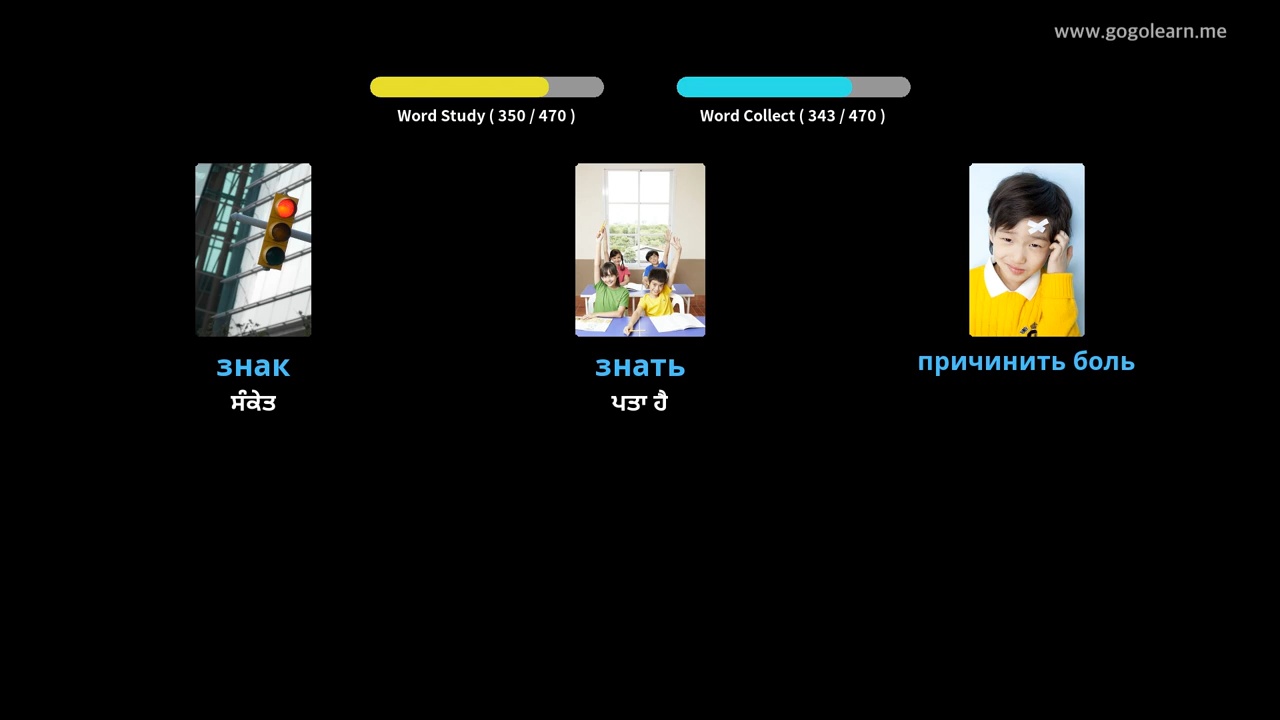 www.gogolearn.me
Word Study ( 350 / 470 )
Word Collect ( 343 / 470 )
знак
знать
причинить боль
ਸੰਕੇਤ
ਪਤਾ ਹੈ